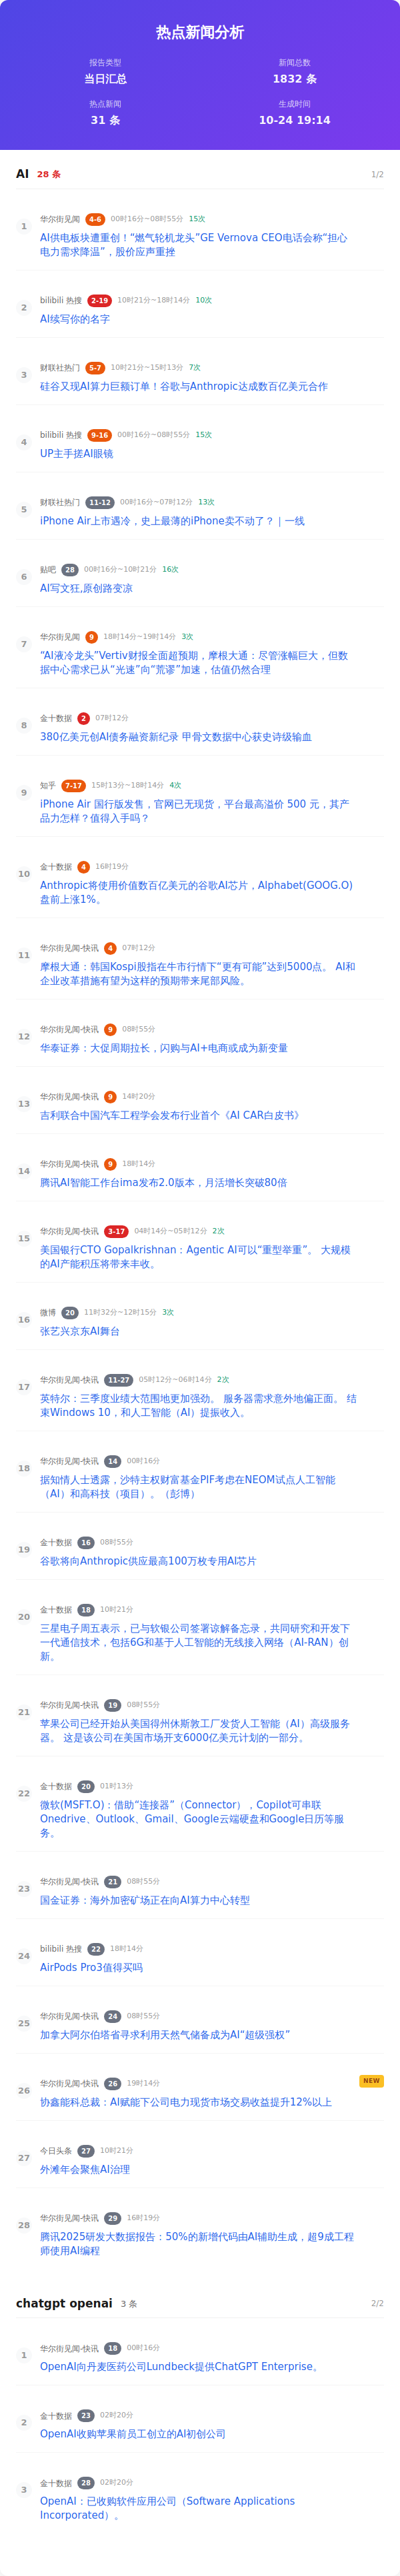 热点新闻分析
报告类型
当日汇总
新闻总数
1832 条
热点新闻
31 条
生成时间
10-24 19:14
AI 28 条 1/2
1
华尔街见闻 4-6 00时16分~08时55分 15次
AI供电板块遭重创！“燃气轮机龙头”GE Vernova CEO电话会称“担心
电力需求降温”，股价应声重挫
2
bilibili 热搜 2-19 10时21分~18时14分 10次
AI续写你的名字
3
财联社热门 5-7 10时21分~15时13分 7次
硅谷又现AI算力巨额订单！谷歌与Anthropic达成数百亿美元合作
4
bilibili 热搜 9-16 00时16分~08时55分 15次
UP主手搓AI眼镜
5
财联社热门 11-12 00时16分~07时12分 13次
iPhone Air上市遇冷，史上最薄的iPhone卖不动了？｜一线
6
贴吧 28 00时16分~10时21分 16次
AI写文狂,原创路变凉
7
华尔街见闻 9 18时14分~19时14分 3次
“AI液冷龙头”Vertiv财报全面超预期，摩根大通：尽管涨幅巨大，但数
据中心需求已从“光速”向“荒谬”加速，估值仍然合理
8
金十数据 2 07时12分
380亿美元创AI债务融资新纪录 甲骨文数据中心获史诗级输血
9
知乎 7-17 15时13分~18时14分 4次
iPhone Air 国行版发售，官网已无现货，平台最高溢价 500 元，其产
品力怎样？值得入手吗？
10
金十数据 4 16时19分
Anthropic将使用价值数百亿美元的谷歌AI芯片，Alphabet(GOOG.O)
盘前上涨1%。
11
华尔街见闻-快讯 4 07时12分
摩根大通：韩国Kospi股指在牛市行情下“更有可能”达到5000点。 AI和
企业改革措施有望为这样的预期带来尾部风险。
12
华尔街见闻-快讯 9 08时55分
华泰证券：大促周期拉长，闪购与AI+电商或成为新变量
13
华尔街见闻-快讯 9 14时20分
吉利联合中国汽车工程学会发布行业首个《AI CAR白皮书》
14
华尔街见闻-快讯 9 18时14分
腾讯AI智能工作台ima发布2.0版本，月活增长突破80倍
15
华尔街见闻-快讯 3-17 04时14分~05时12分 2次
美国银行CTO Gopalkrishnan：Agentic AI可以“重型举重”。 大规模
的AI产能积压将带来丰收。
16
微博 20 11时32分~12时15分 3次
张艺兴京东AI舞台
17
华尔街见闻-快讯 11-27 05时12分~06时14分 2次
英特尔：三季度业绩大范围地更加强劲。 服务器需求意外地偏正面。 结
束Windows 10，和人工智能（AI）提振收入。
18
华尔街见闻-快讯 14 00时16分
据知情人士透露，沙特主权财富基金PIF考虑在NEOM试点人工智能
（AI）和高科技（项目）。（彭博）
19
金十数据 16 08时55分
谷歌将向Anthropic供应最高100万枚专用AI芯片
20
金十数据 18 10时21分
三星电子周五表示，已与软银公司签署谅解备忘录，共同研究和开发下
一代通信技术，包括6G和基于人工智能的无线接入网络（AI-RAN）创
新。
21
华尔街见闻-快讯 19 08时55分
苹果公司已经开始从美国得州休斯敦工厂发货人工智能（AI）高级服务
器。 这是该公司在美国市场开支6000亿美元计划的一部分。
22
金十数据 20 01时13分
微软(MSFT.O)：借助“连接器”（Connector），Copilot可串联
Onedrive、Outlook、Gmail、Google云端硬盘和Google日历等服
务。
23
华尔街见闻-快讯 21 08时55分
国金证券：海外加密矿场正在向AI算力中心转型
24
bilibili 热搜 22 18时14分
AirPods Pro3值得买吗
25
华尔街见闻-快讯 24 08时55分
加拿大阿尔伯塔省寻求利用天然气储备成为AI“超级强权”
26
华尔街见闻-快讯 26 19时14分 NEW
协鑫能科总裁：AI赋能下公司电力现货市场交易收益提升12%以上
27
今日头条 27 10时21分
外滩年会聚焦AI治理
28
华尔街见闻-快讯 29 16时19分
腾讯2025研发大数据报告：50%的新增代码由AI辅助生成，超9成工程
师使用AI编程
chatgpt openai 3 条 2/2
1
华尔街见闻-快讯 18 00时16分
OpenAI向丹麦医药公司Lundbeck提供ChatGPT Enterprise。
2
金十数据 23 02时20分
OpenAI收购苹果前员工创立的AI初创公司
3
金十数据 28 02时20分
OpenAI：已收购软件应用公司（Software Applications
Incorporated）。